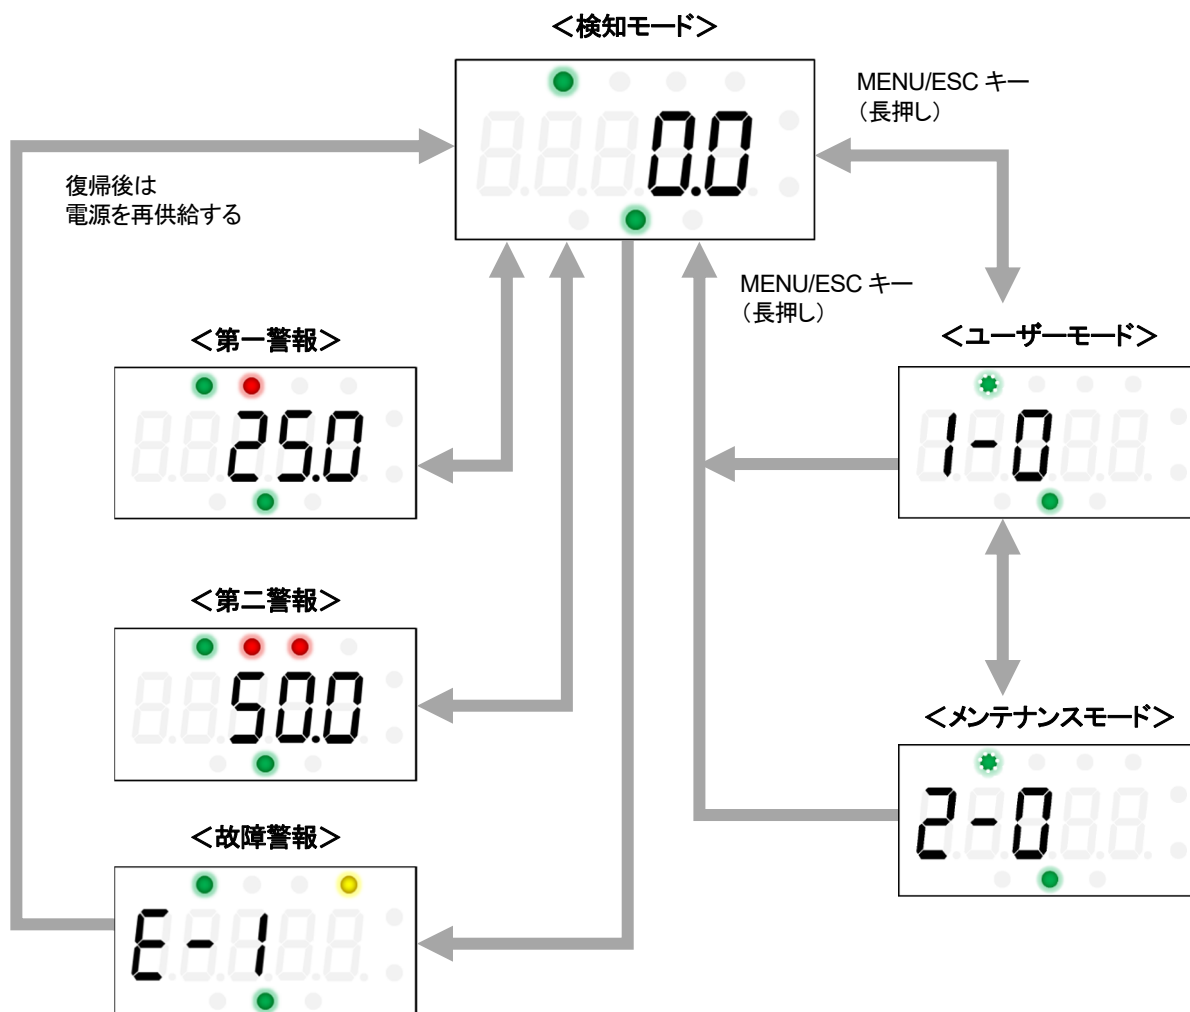 ＜検知モード＞
0.0
MENU/ESC キー
（長押し）
復帰後は
電源を再供給する
MENU/ESC キー
（長押し）
＜第一警報＞
25.0
＜ユーザーモード＞
1-0
＜第二警報＞
50.0
＜メンテナンスモード＞
2-0
＜故障警報＞
E-1